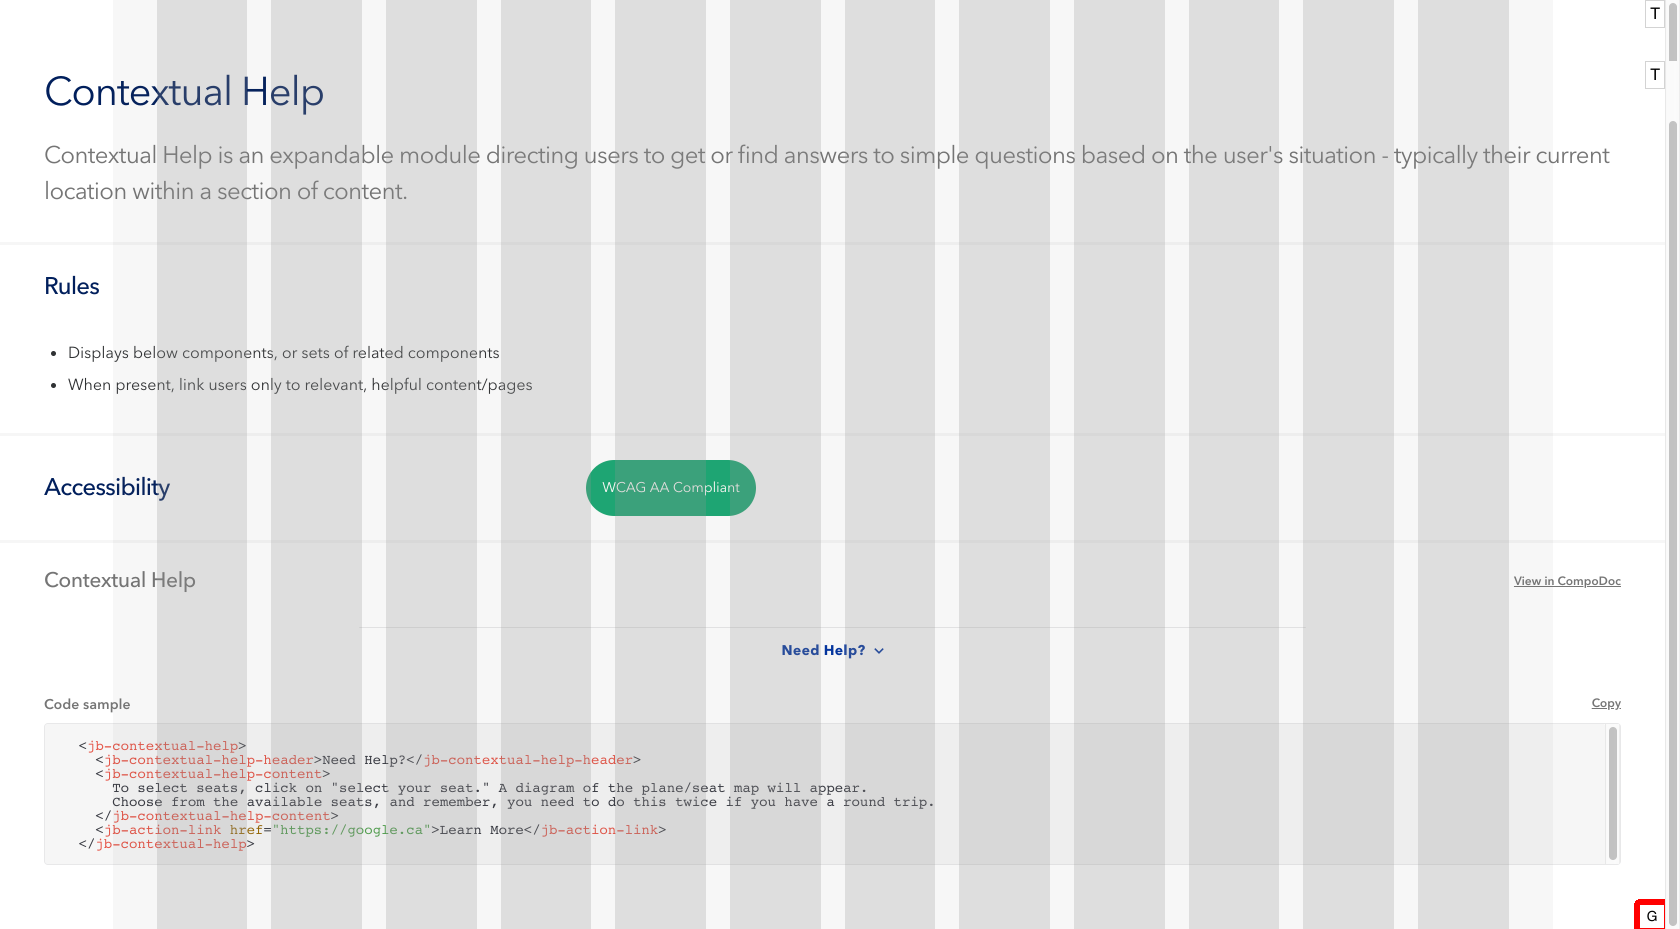 T
T
Contextual Help
Contextual Help is an expandable module directing users to get or find answers to simple questions based on the user's situation - typically their current
location within a section of content.
Rules
• Displays below components, or sets of related components
• When present, link users only to relevant, helpful content/pages
Accessibility
WCAG AA Compliant
Contextual Help
View in CompoDoc
Need Help?
Code sample
Copy
<jb-contextual-help>
<jb-contextual-help-header>Need Help?</jb-contextual-help-header>
<jb-contextual-help-content>
To select seats, click on "select your seat." A diagram of the plane/seat map will appear.
Choose from the available seats, and remember, you need to do this twice if you have a round trip.
</jb-contextual-help-content>
<jb-action-link href="https://google.ca">Learn More</jb-action-link>
</jb-contextual-help>
G